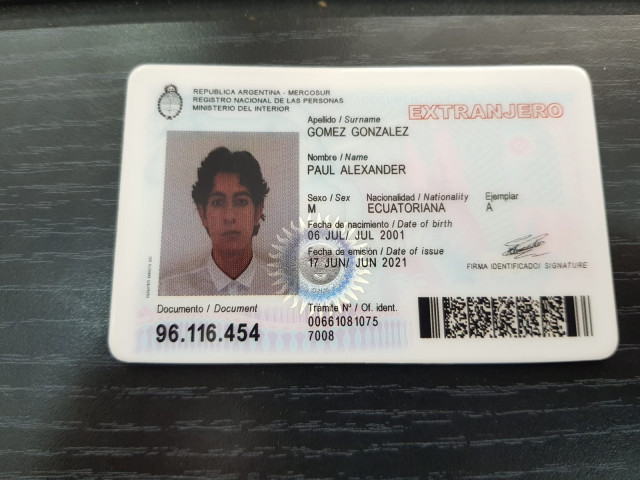 REPUBLICA ARGENTINA - MERCOSUR
REGISTRO NACIONAL DE LAS PERSONAS
MINISTERIO DEL INTERIOR
EXTRANJERO
Apellido / Surname
GOMEZ GONZALEZ
Nombre / Name
PAUL ALEXANDER
Sexo / Sex Nacionalidad / Nationality Ejemplar
M ECUATORIANA A
Fecha de nacimiento / Date of birth
06 JUL/ JUL 2001
Fecha de emisión / Date of issue
17 JUN/ JUN 2021
FIRMA IDENTIFICADO/ SIGNATURE
Documento / Document
96.116.454
Trámite Nº / Of. ident.
00661081075
7008